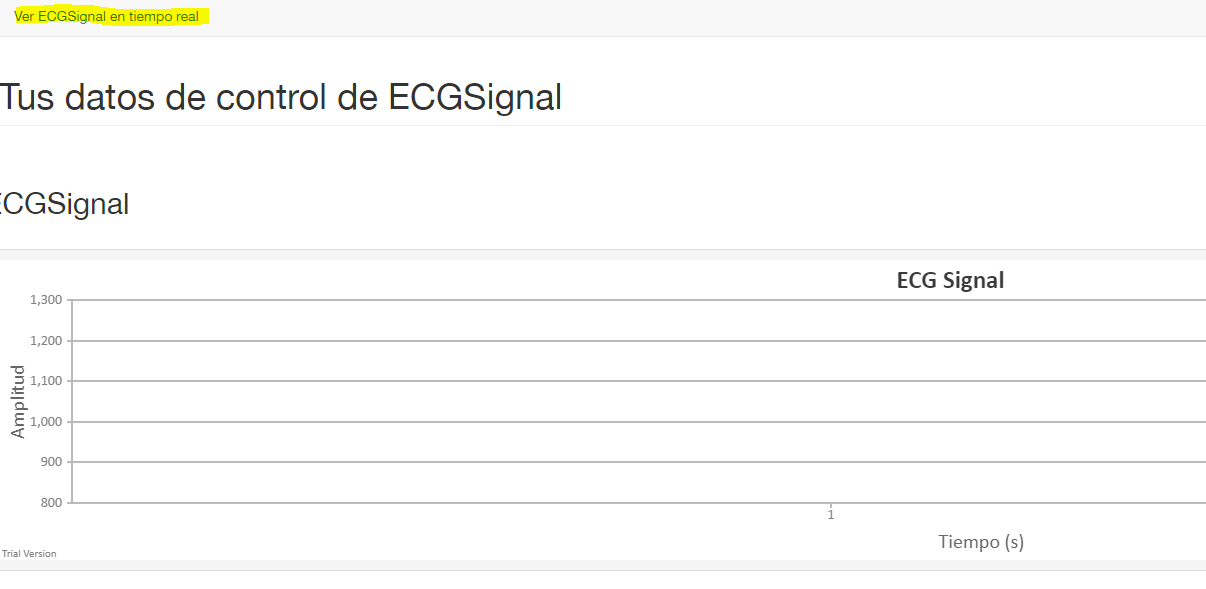 Ver ECGSignal en tiempo real
Tus datos de control de ECGSignal
ECGSignal
ECG Signal
1,300
1,200
1,100
1,000
900
800
Amplitud
1
Tiempo (s)
Trial Version